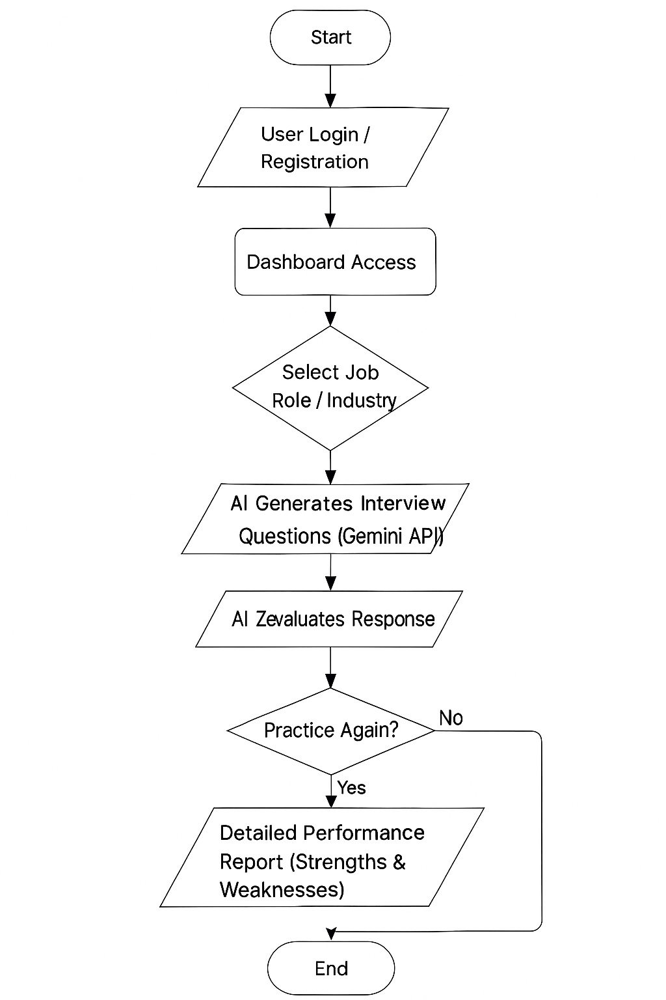 Start
User Login /
Registration
Dashboard Access
Select Job
Role / Industry
AI Generates Interview
Questions (Gemini API)
AI Zevaluates Response
Practice Again?
No
Yes
Detailed Performance
Report (Strengths &
Weaknesses)
End